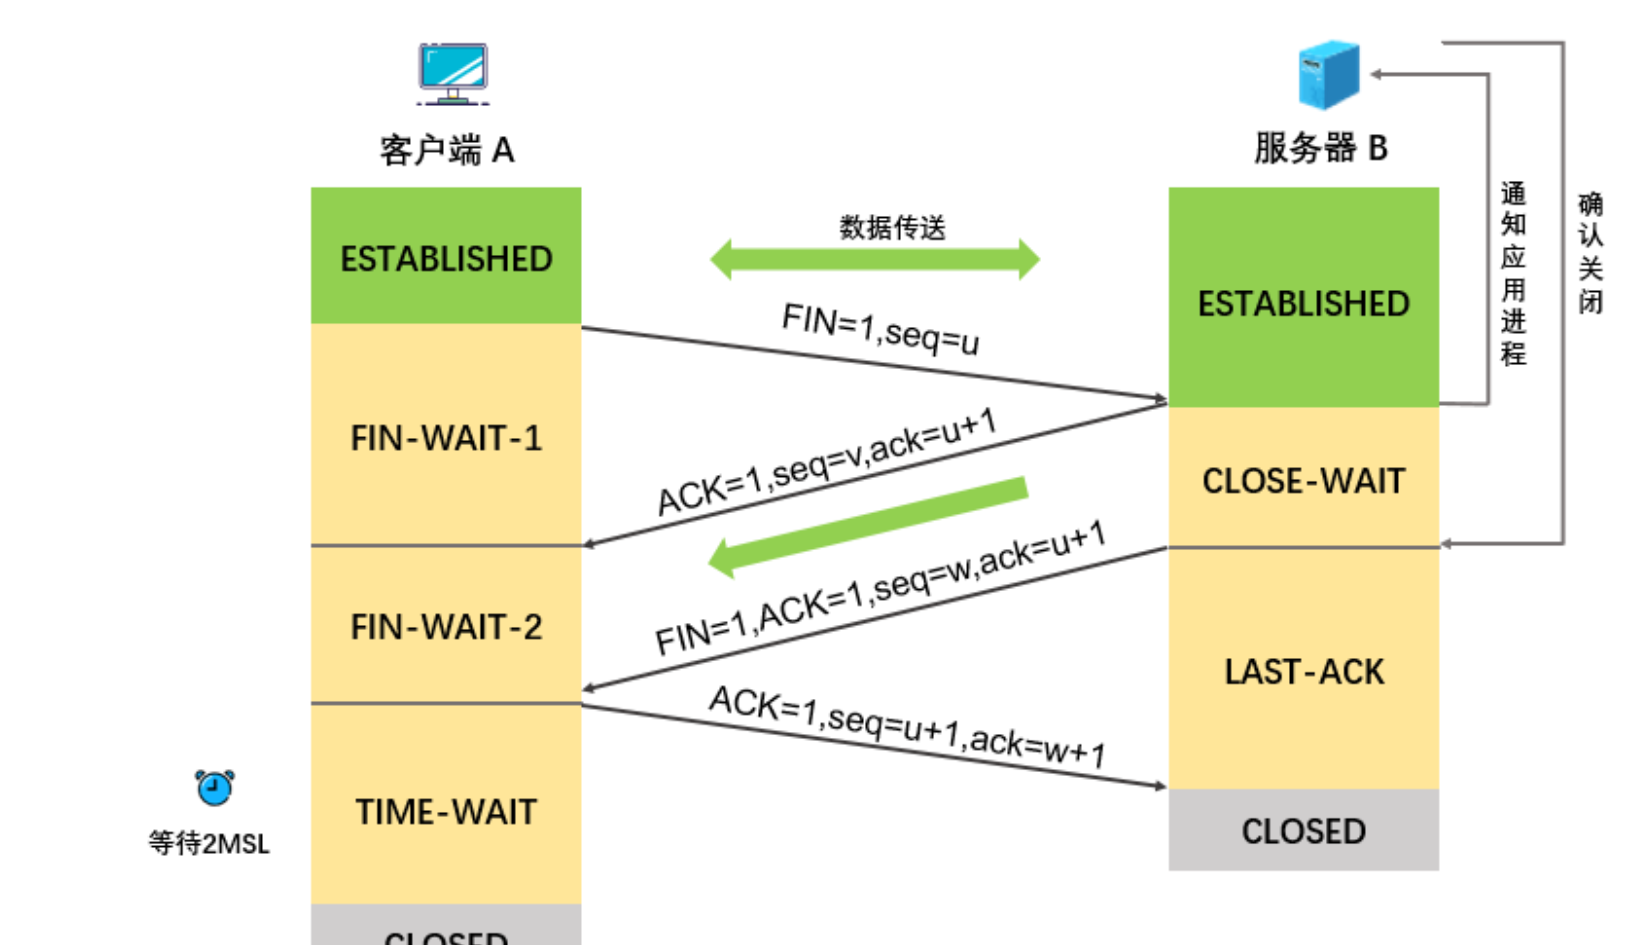 客户端 A
服务器 B
数据传送
ESTABLISHED
ESTABLISHED
通知应用进程
确认关闭
FIN=1,seq=u
FIN-WAIT-1
ACK=1,seq=v,ack=u+1
CLOSE-WAIT
FIN=1,ACK=1,seq=w,ack=u+1
FIN-WAIT-2
LAST-ACK
ACK=1,seq=u+1,ack=w+1
TIME-WAIT
等待2MSL
CLOSED
CLOSED